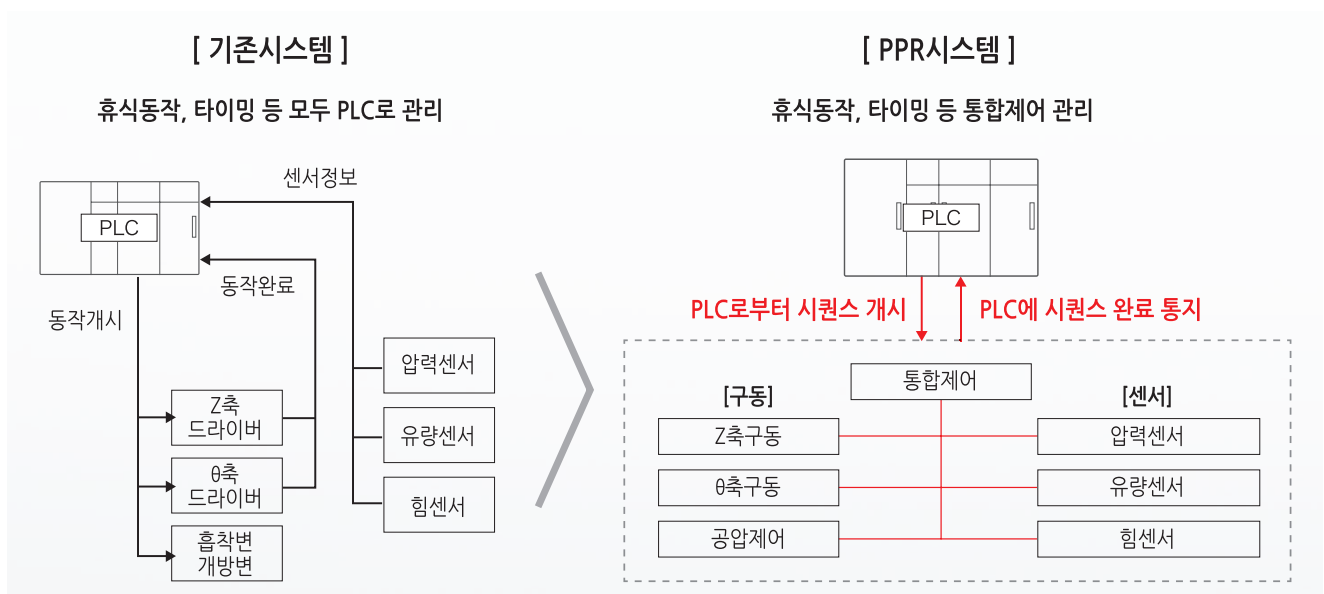 [ 기존시스템 ]
휴식동작, 타이밍 등 모두 PLC로 관리
센서정보
PLC
동작완료
동작개시
압력센서
Z축
드라이버
유량센서
θ축
드라이버
힘센서
흡착변
개방변
[ PPR시스템 ]
휴식동작, 타이밍 등 통합제어 관리
PLC
PLC로부터 시퀀스 개시
PLC에 시퀀스 완료 통지
통합제어
[구동]
[센서]
Z축구동
압력센서
θ축구동
유량센서
공압제어
힘센서